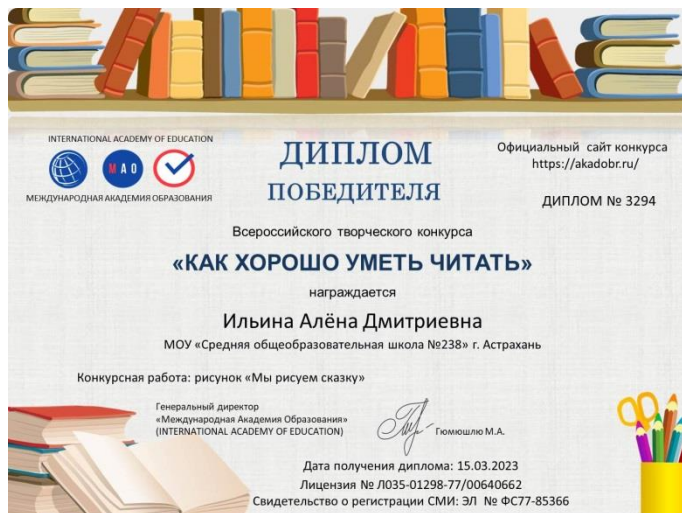 INTERNATIONAL ACADEMY OF EDUCATION
МАО
МЕЖДУНАРОДНАЯ АКАДЕМИЯ ОБРАЗОВАНИЯ
ДИПЛОМ
ПОБЕДИТЕЛЯ
Официальный сайт конкурса
https://akadobr.ru/
ДИПЛОМ № 3294
Всероссийского творческого конкурса
«КАК ХОРОШО УМЕТЬ ЧИТАТЬ»
награждается
Ильина Алёна Дмитриевна
МОУ «Средняя общеобразовательная школа №238» г. Астрахань
Конкурсная работа: рисунок «Мы рисуем сказку»
Генеральный директор
«Международная Академия Образования»
(INTERNATIONAL ACADEMY OF EDUCATION)
Гюмюшлю М.А.
Дата получения диплома: 15.03.2023
Лицензия № Л035-01298-77/00640662
Свидетельство о регистрации СМИ: ЭЛ № ФС77-85366